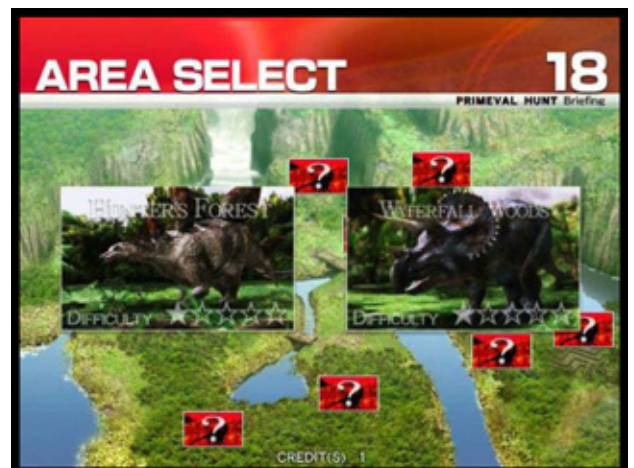 AREA SELECT
18
PRIMEVAL HUNT Briefing
?
?
HUNTER'S FOREST
WATERFALL WOODS
DIFFICULTY
DIFFICULTY
?
?
?
?
CREDIT(S) 1